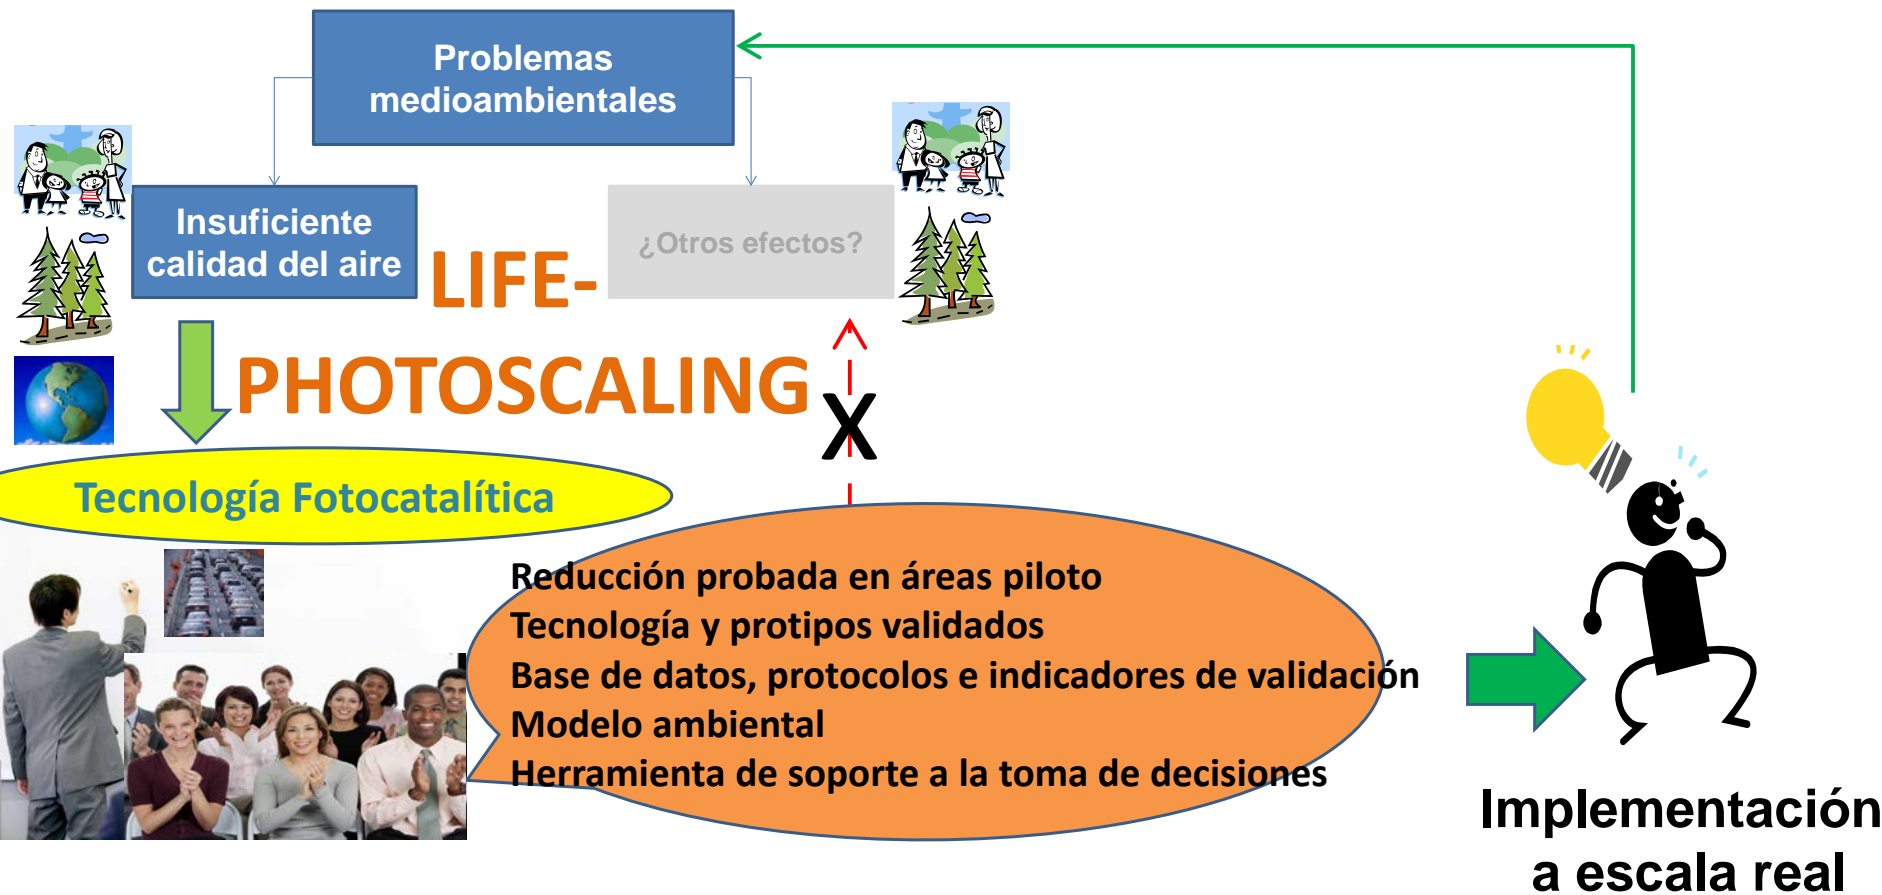 Problemas
medioambientales
Insuficiente
calidad del aire
¿Otros efectos?
LIFE-
PHOTOSCALING
X
Tecnología Fotocatalítica
Reducción probada en áreas piloto
Tecnología y protipos validados
Base de datos, protocolos e indicadores de validación
Modelo ambiental
Herramienta de soporte a la toma de decisiones
Implementación
a escala real